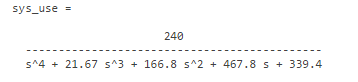 sys_use =
240
---------------------------------------------
s^4 + 21.67 s^3 + 166.8 s^2 + 467.8 s + 339.4